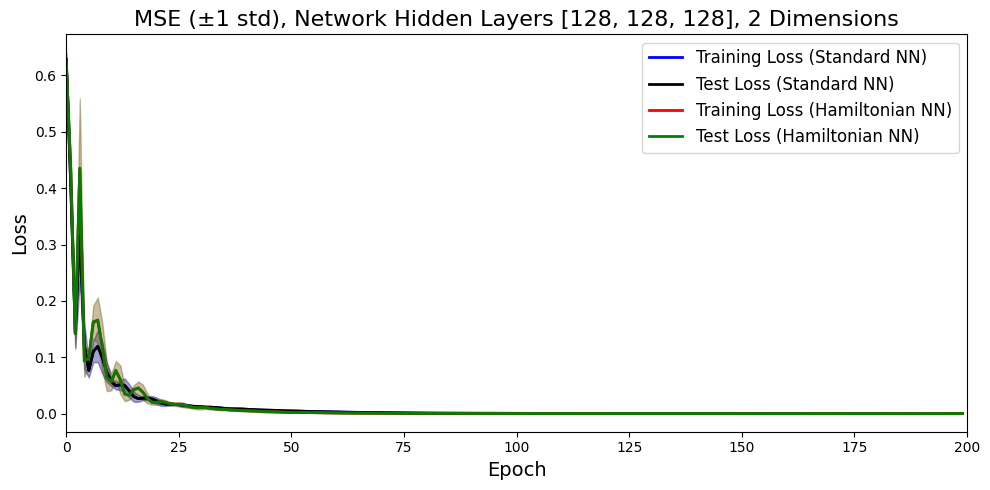 MSE (±1 std), Network Hidden Layers [128, 128, 128], 2 Dimensions
Training Loss (Standard NN)
Test Loss (Standard NN)
Training Loss (Hamiltonian NN)
Test Loss (Hamiltonian NN)
Loss
0.6
0.5
0.4
0.3
0.2
0.1
0.0
0 25 50 75 100 125 150 175 200
Epoch